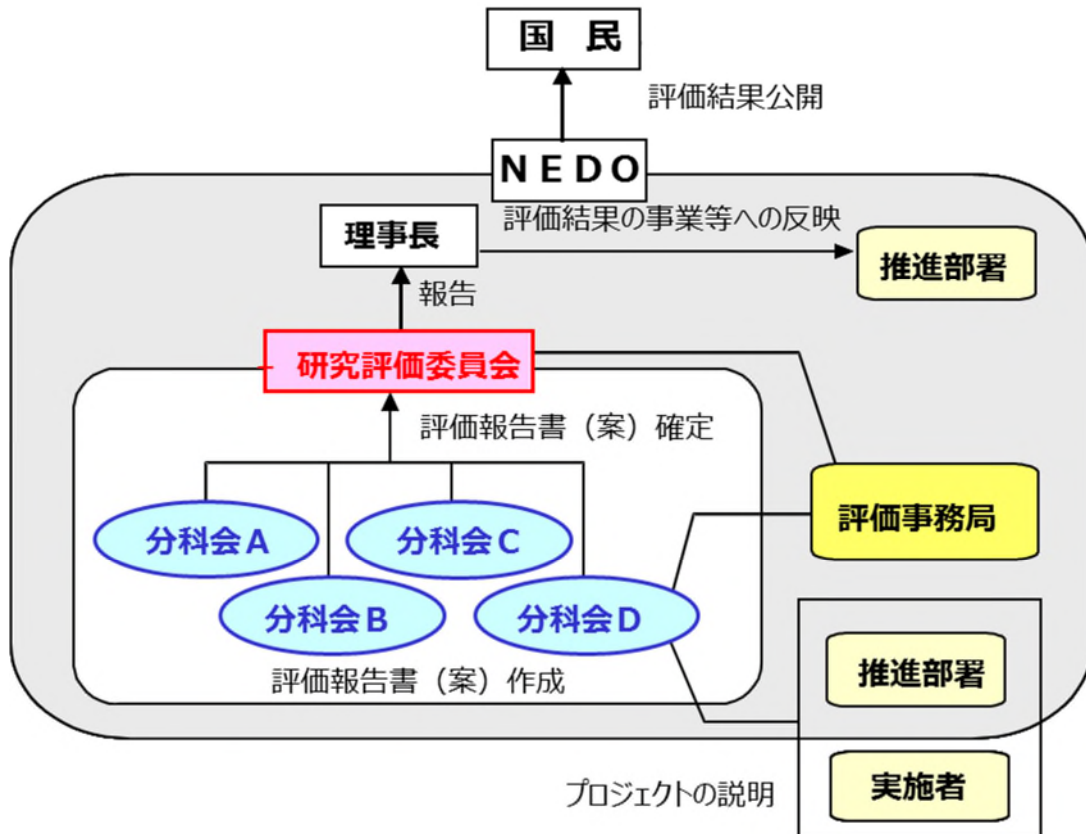 国 民
評価結果公開
NEDO
評価結果の事業等への反映
理事長
推進部署
報告
研究評価委員会
評価報告書（案）確定
分科会A
分科会C
評価事務局
分科会B
分科会D
評価報告書（案）作成
推進部署
プロジェクトの説明
実施者